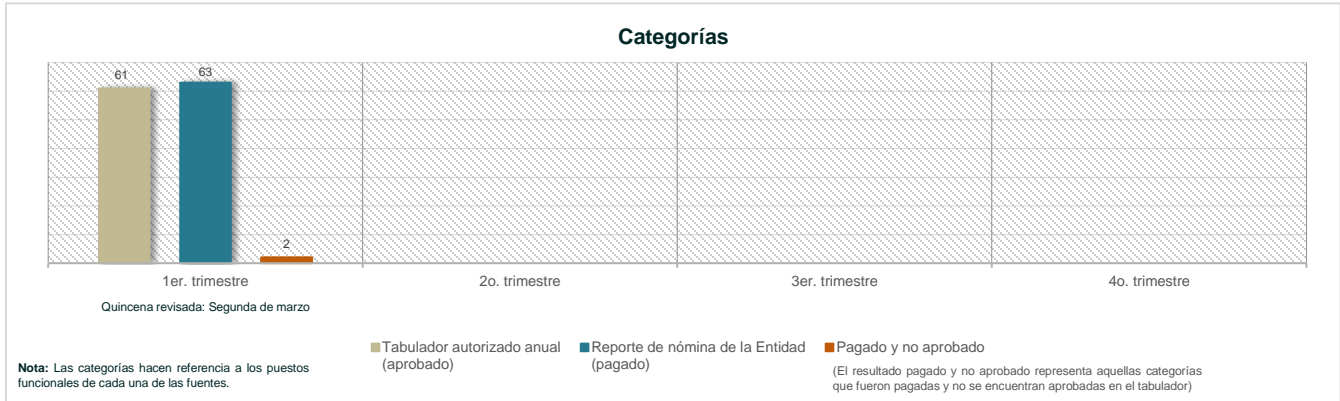 Categorías
61
63
2
1er. trimestre
2o. trimestre
3er. trimestre
4o. trimestre
Quincena revisada: Segunda de marzo
Tabulador autorizado anual
(aprobado)
Reporte de nómina de la Entidad
(pagado)
Pagado y no aprobado
(El resultado pagado y no aprobado representa aquellas categorías
que fueron pagadas y no se encuentran aprobadas en el tabulador)
Nota: Las categorías hacen referencia a los puestos
funcionales de cada una de las fuentes.